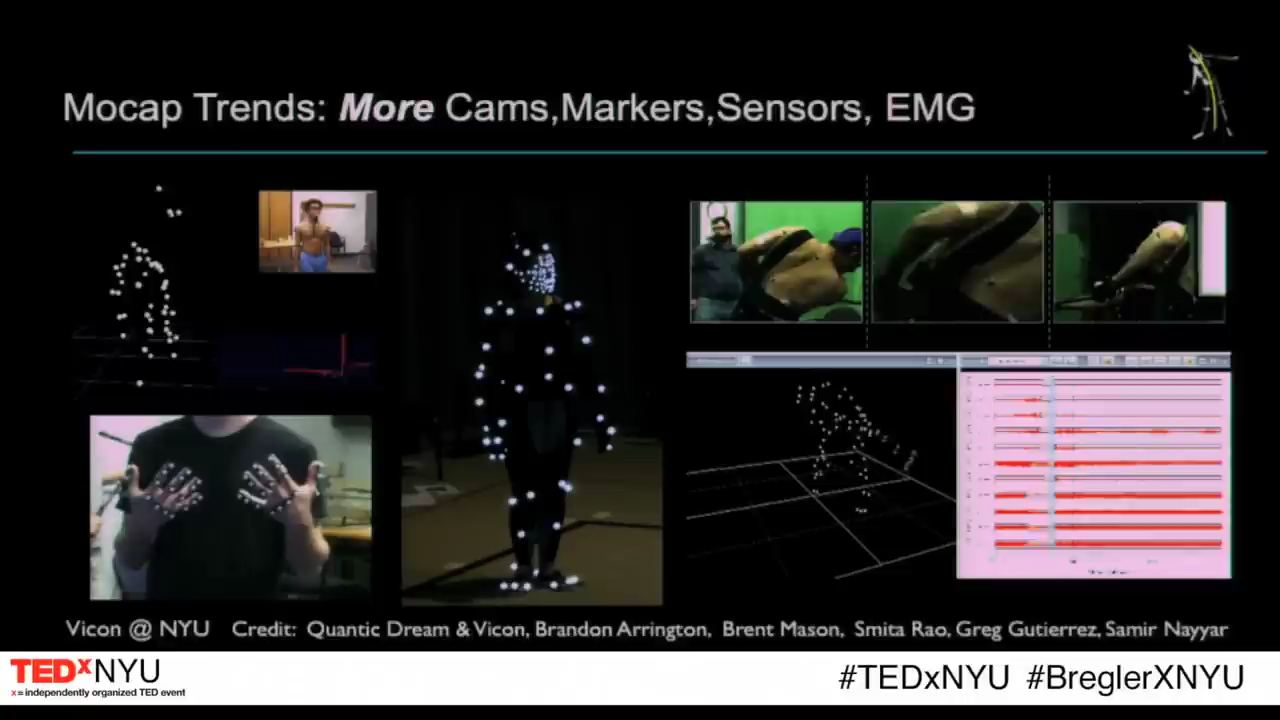 Mocap Trends: More Cams,Markers,Sensors, EMG
Vicon @ NYU Credit: Quantic Dream & Vicon, Brandon Arrington, Brent Mason, Smita Rao, Greg Gutierrez, Samir Nayyar
TEDxNYU
x = independently organized TED event
#TEDxNYU #BreglerXNYU